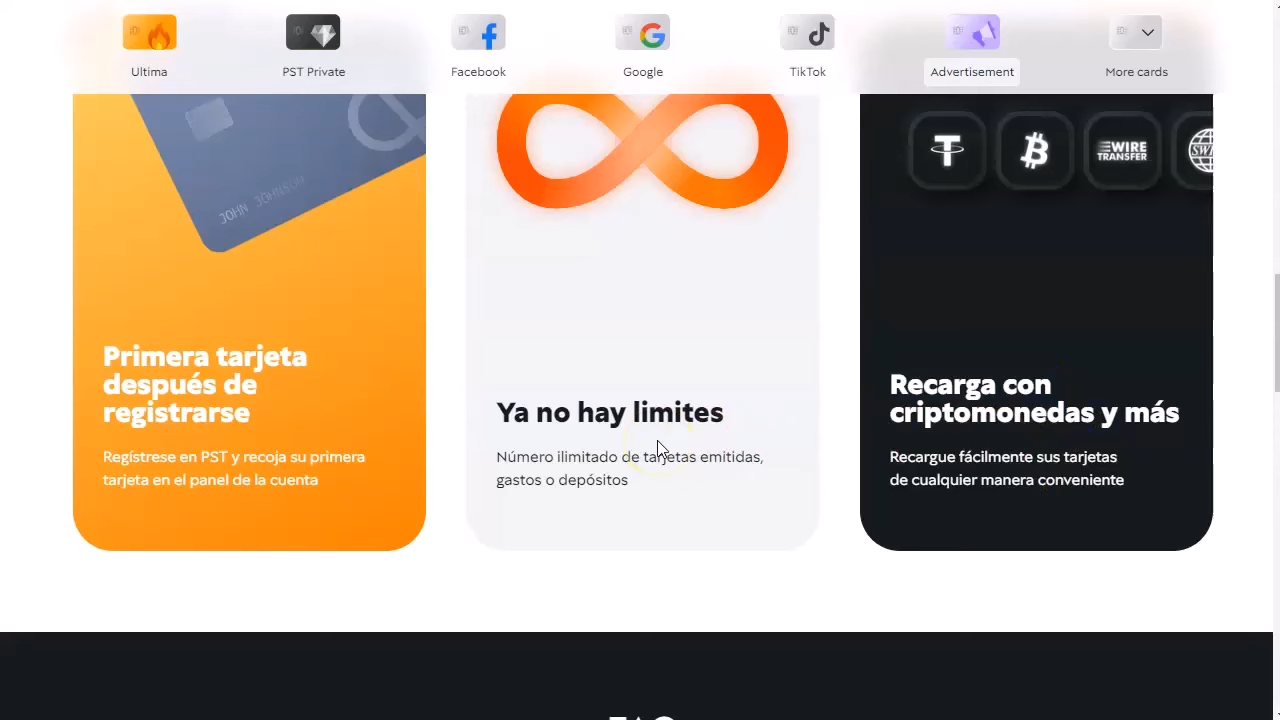 Ultima
PST Private
Facebook
Google
TikTok
Advertisement
More cards
JOHN JOHNSON
WIRE
TRANSFER
SWIFT
Primera tarjeta
después de
registrarse
Regístrese en PST y recoja su primera
tarjeta en el panel de la cuenta
Ya no hay limites
Número ilimitado de tarjetas emitidas,
gastos o depósitos
Recarga con
criptomonedas y más
Recargue fácilmente sus tarjetas
de cualquier manera conveniente